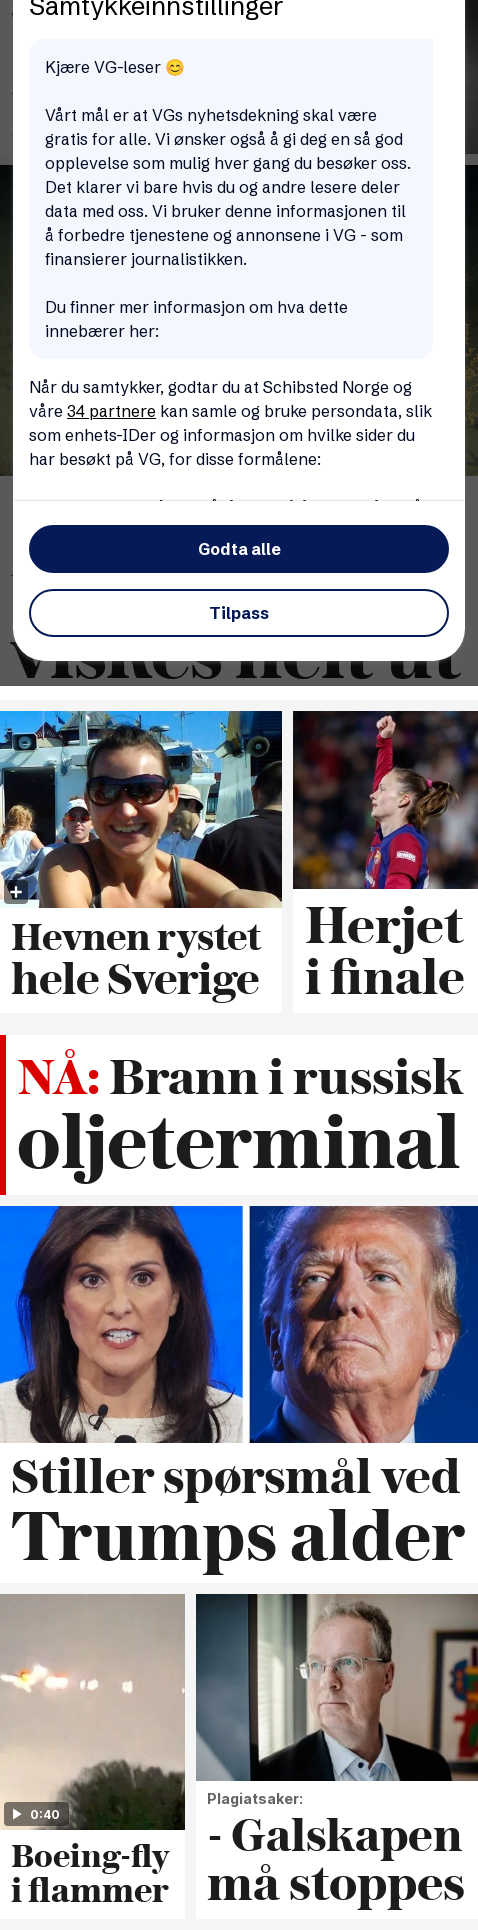 Samtykkeinnstillinger
Kjære VG-leser 😊
Vårt mål er at VGs nyhetsdekning skal være
gratis for alle. Vi ønsker også å gi deg en så god
opplevelse som mulig hver gang du besøker oss.
Det klarer vi bare hvis du og andre lesere deler
data med oss. Vi bruker denne informasjonen til
å forbedre tjenestene og annonsene i VG - som
finansierer journalistikken.
Du finner mer informasjon om hva dette
innebærer her:
Når du samtykker, godtar du at Schibsted Norge og
våre 34 partnere kan samle og bruke persondata, slik
som enhets-IDer og informasjon om hvilke sider du
har besøkt på VG, for disse formålene:
Godta alle
Tilpass
viskes helt ut
Hevnen rystet
hele Sverige
Herjet
i finale
NÅ: Brann i russisk
oljeterminal
Stiller spørsmål ved
Trumps alder
0:40
Boeing-fly
i flammer
Plagiatsaker:
- Galskapen
må stoppes